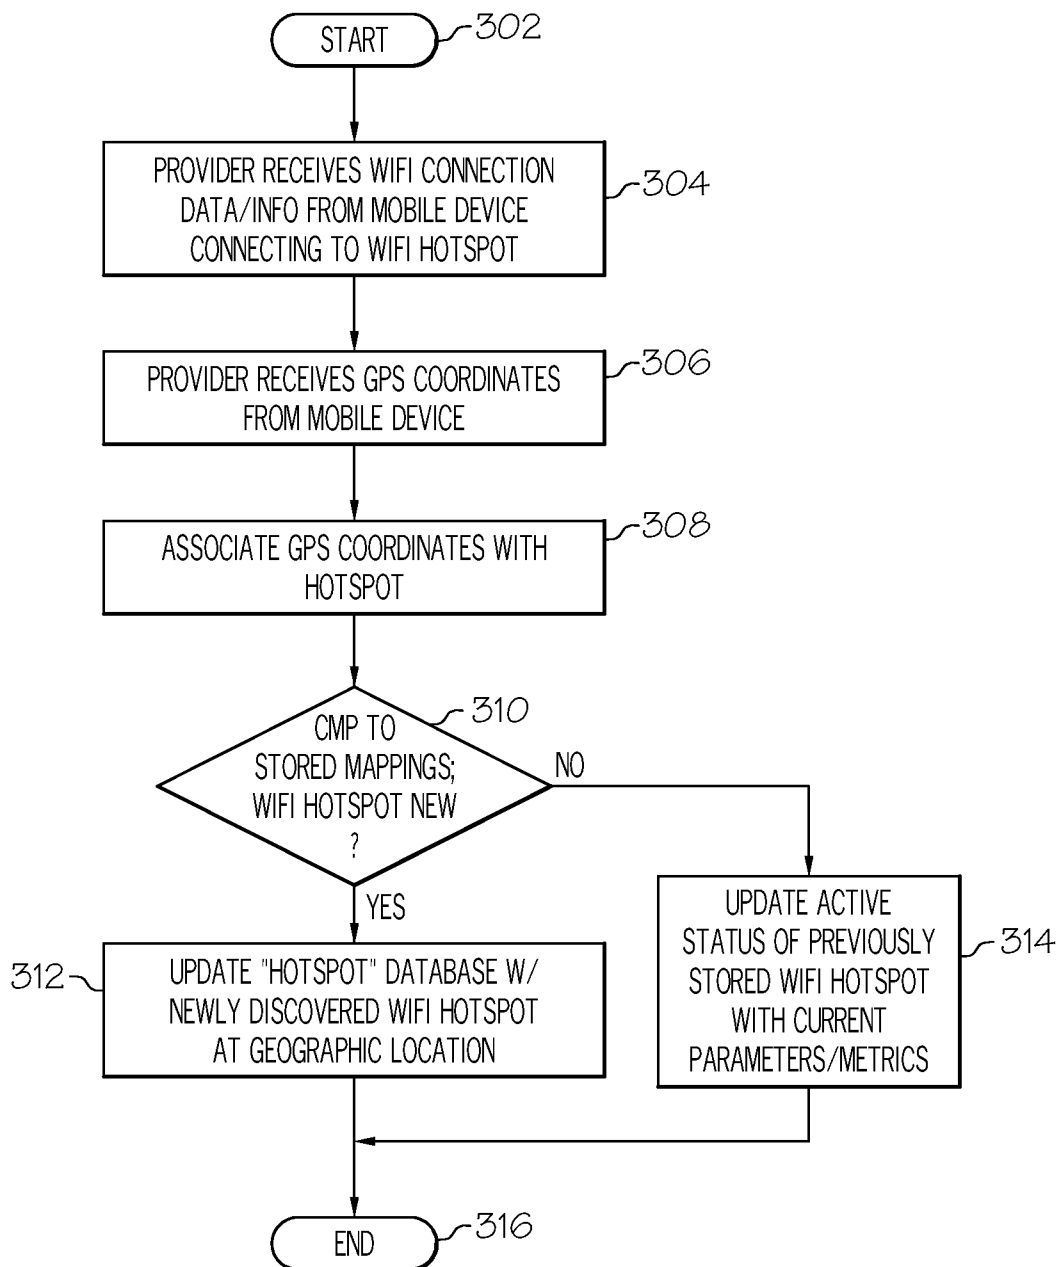 START
302
PROVIDER RECEIVES WIFI CONNECTION
DATA/INFO FROM MOBILE DEVICE
CONNECTING TO WIFI HOTSPOT
304
PROVIDER RECEIVES GPS COORDINATES
FROM MOBILE DEVICE
306
ASSOCIATE GPS COORDINATES WITH
HOTSPOT
308
CMP TO
STORED MAPPINGS;
WIFI HOTSPOT NEW
?
310
NO
YES
312
UPDATE "HOTSPOT" DATABASE W/
NEWLY DISCOVERED WIFI HOTSPOT
AT GEOGRAPHIC LOCATION
UPDATE ACTIVE
STATUS OF PREVIOUSLY
STORED WIFI HOTSPOT
WITH CURRENT
PARAMETERS/METRICS
314
END
316